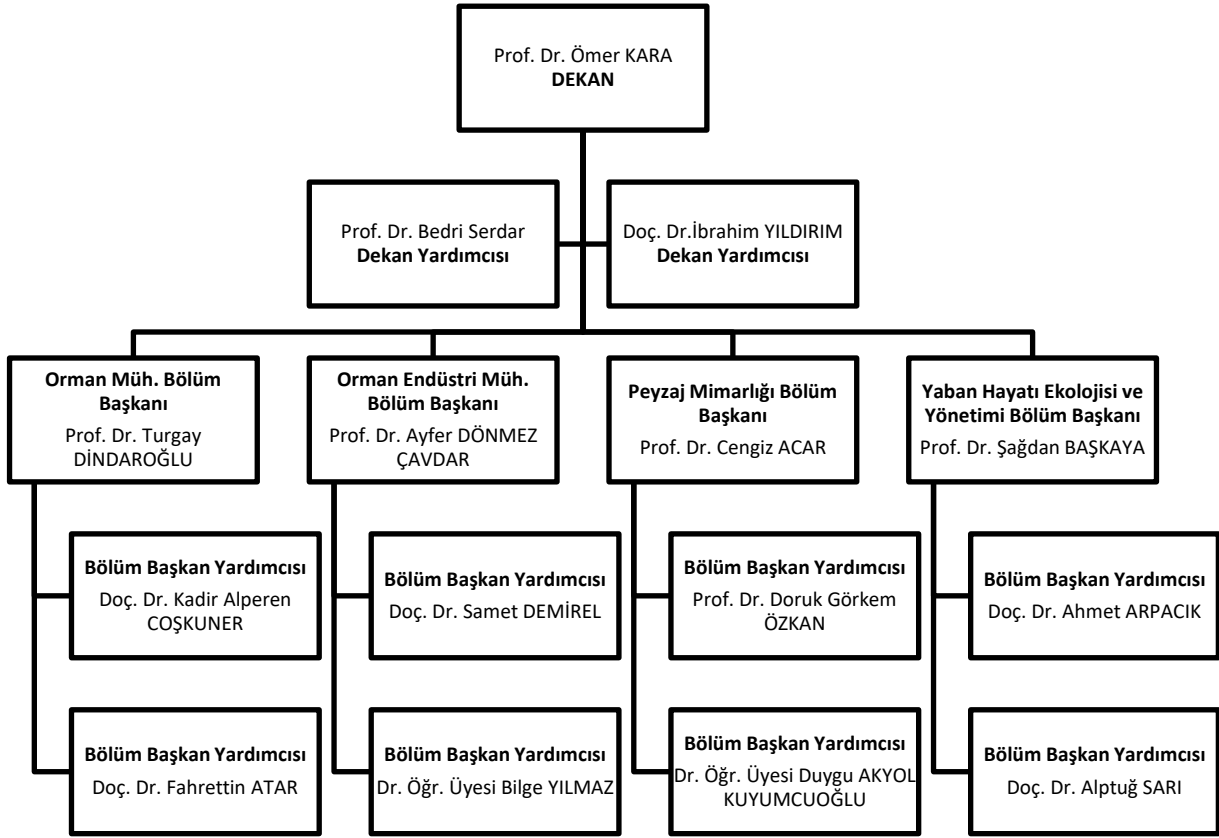 Prof. Dr. Ömer KARA
DEKAN
Prof. Dr. Bedri Serdar
Dekan Yardımcısı
Doç. Dr.İbrahim YILDIRIM
Dekan Yardımcısı
Orman Müh. Bölüm
Başkanı
Prof. Dr. Turgay
DİNDAROĞLU
Orman Endüstri Müh.
Bölüm Başkanı
Prof. Dr. Ayfer DÖNMEZ
ÇAVDAR
Peyzaj Mimarlığı Bölüm
Başkanı
Prof. Dr. Cengiz ACAR
Yaban Hayatı Ekolojisi ve
Yönetimi Bölüm Başkanı
Prof. Dr. Şağdan BAŞKAYA
Bölüm Başkan Yardımcısı
Doç. Dr. Kadir Alperen
COŞKUNER
Bölüm Başkan Yardımcısı
Doç. Dr. Samet DEMİREL
Bölüm Başkan Yardımcısı
Prof. Dr. Doruk Görkem
ÖZKAN
Bölüm Başkan Yardımcısı
Doç. Dr. Ahmet ARPACIK
Bölüm Başkan Yardımcısı
Doç. Dr. Fahrettin ATAR
Bölüm Başkan Yardımcısı
Dr. Öğr. Üyesi Bilge YILMAZ
Bölüm Başkan Yardımcısı
Dr. Öğr. Üyesi Duygu AKYOL
KUYUMCUOĞLU
Bölüm Başkan Yardımcısı
Doç. Dr. Alptuğ SARI